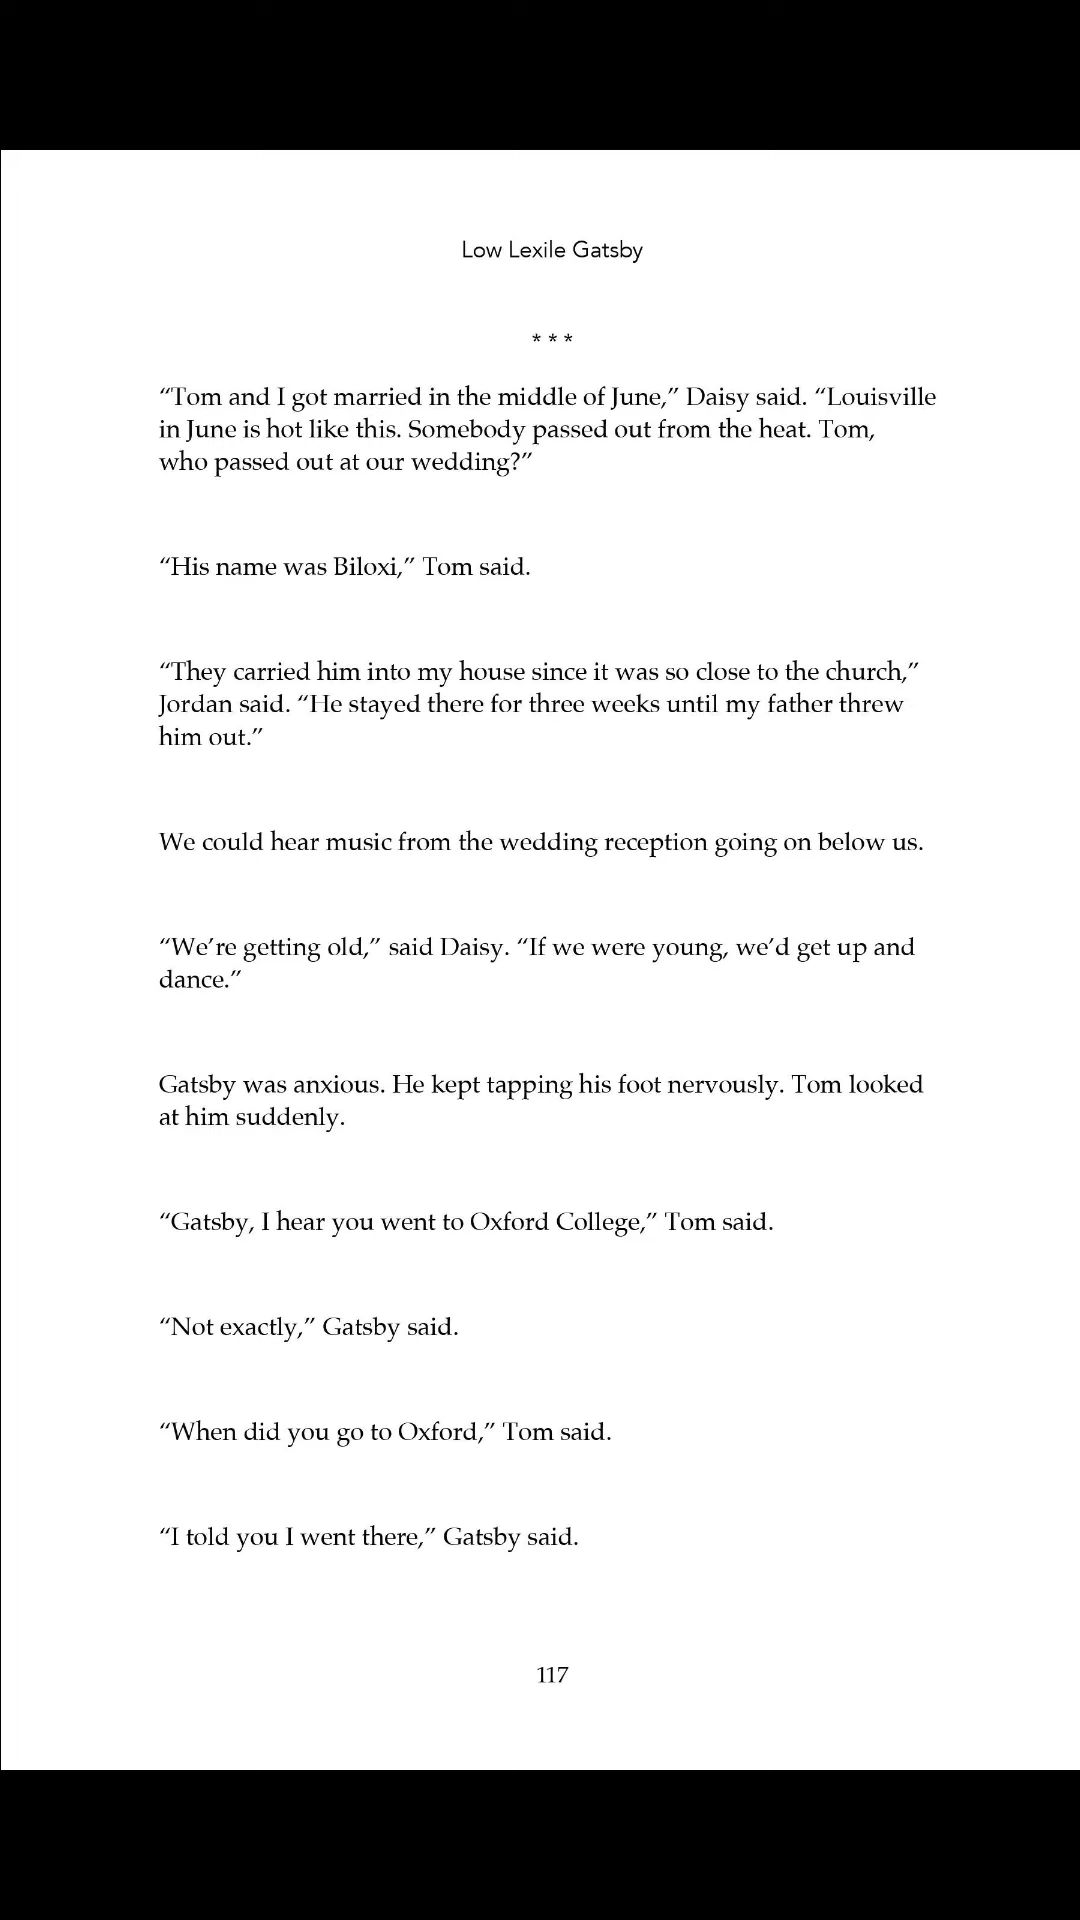 Low Lexile Gatsby
* * *
“Tom and I got married in the middle of June,” Daisy said. “Louisville
in June is hot like this. Somebody passed out from the heat. Tom,
who passed out at our wedding?”
“His name was Biloxi,” Tom said.
“They carried him into my house since it was so close to the church,”
Jordan said. “He stayed there for three weeks until my father threw
him out.”
We could hear music from the wedding reception going on below us.
“We’re getting old,” said Daisy. “If we were young, we’d get up and
dance.”
Gatsby was anxious. He kept tapping his foot nervously. Tom looked
at him suddenly.
“Gatsby, I hear you went to Oxford College,” Tom said.
“Not exactly,” Gatsby said.
“When did you go to Oxford,” Tom said.
“I told you I went there,” Gatsby said.
117